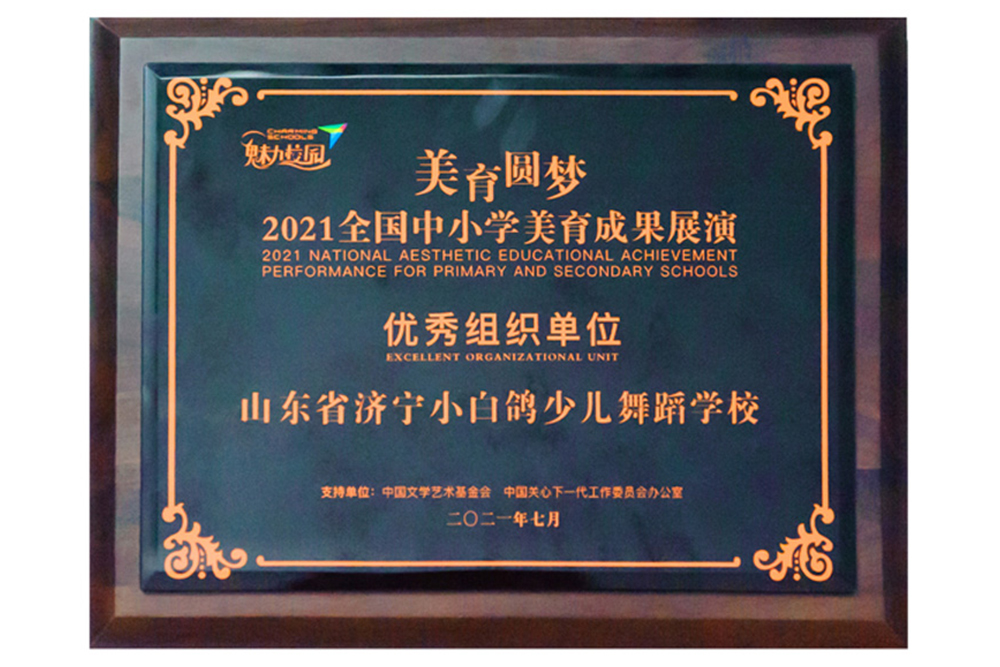 CHARMING
SCHOOLS
魅力校园
美育圆梦
2021全国中小学美育成果展演
2021 NATIONAL AESTHETIC EDUCATIONAL ACHIEVEMENT
PERFORMANCE FOR PRIMARY AND SECONDARY SCHOOLS
优秀组织单位
EXCELLENT ORGANIZATIONAL UNIT
山东省济宁小白鸽少儿舞蹈学校
支持单位：中国文学艺术基金会 中国关心下一代工作委员会办公室
二〇二一年七月